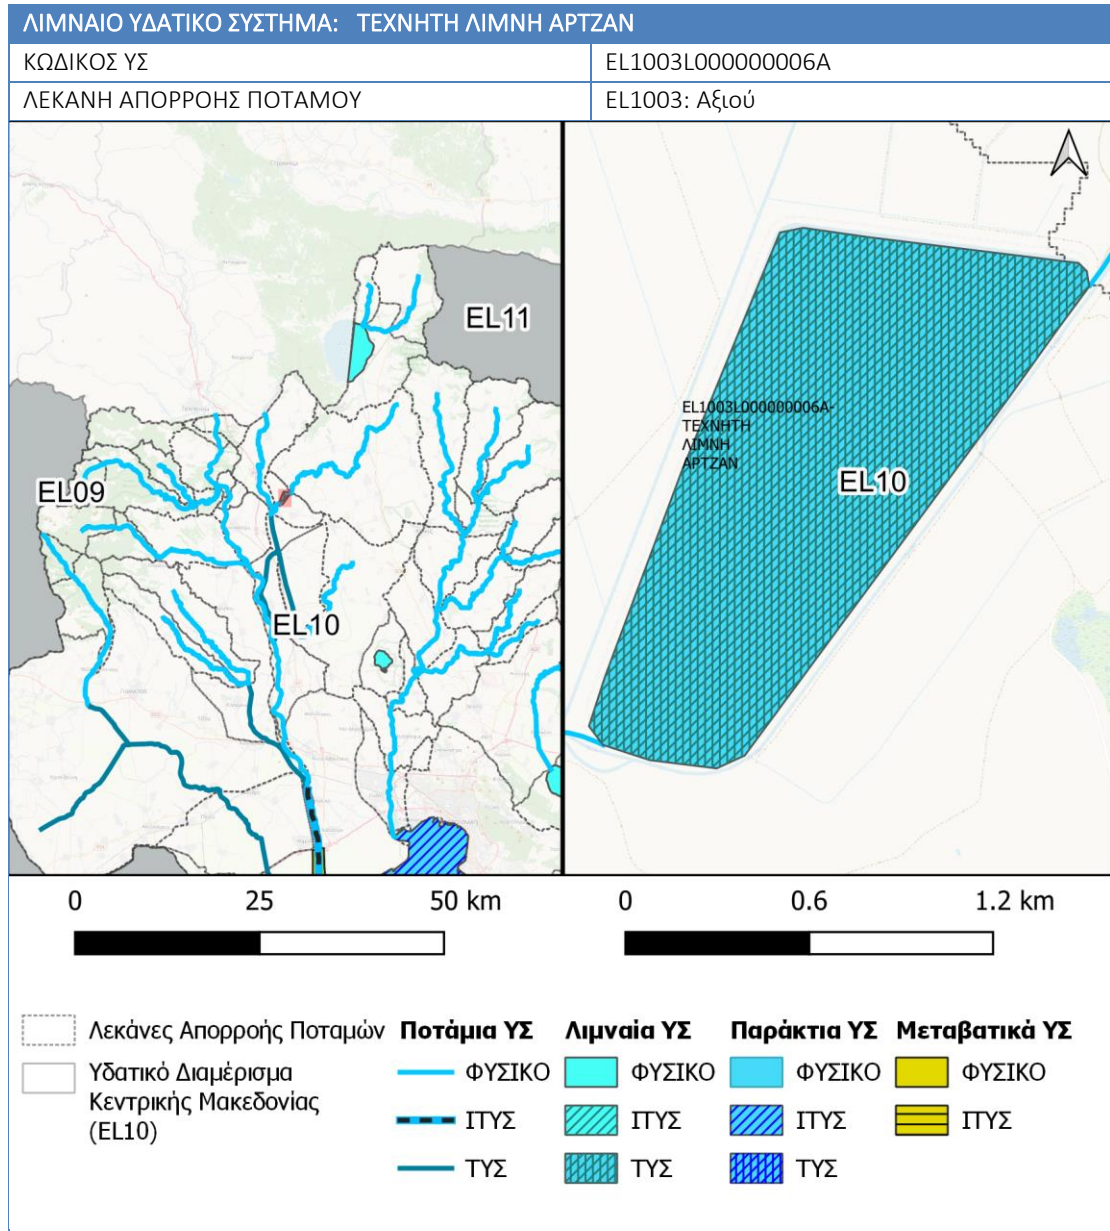 ΛΙΜΝΑΙΟ ΥΔΑΤΙΚΟ ΣΥΣΤΗΜΑ: ΤΕΧΝΗΤΗ ΛΙΜΝΗ ΑΡΤΖΑΝ
ΚΩΔΙΚΟΣ ΥΣ EL1003L000000006A
ΛΕΚΑΝΗ ΑΠΟΡΡΟΗΣ ΠΟΤΑΜΟΥ EL1003: Αξιού
EL11
EL09
EL10
EL1003L000000006A-
ΤΕΧΝΗΤΗ
ΛΙΜΝΗ
ΑΡΤΖΑΝ
EL10
0 25 50 km
0 0.6 1.2 km
Λεκάνες Απορροής Ποταμών
Υδατικό Διαμέρισμα
Κεντρικής Μακεδονίας
(EL10)
Ποτάμια ΥΣ
ΦΥΣΙΚΟ
ΙΤΥΣ
ΤΥΣ
Λιμναία ΥΣ
ΦΥΣΙΚΟ
ΙΤΥΣ
ΤΥΣ
Παράκτια ΥΣ
ΦΥΣΙΚΟ
ΙΤΥΣ
ΤΥΣ
Μεταβατικά ΥΣ
ΦΥΣΙΚΟ
ΙΤΥΣ